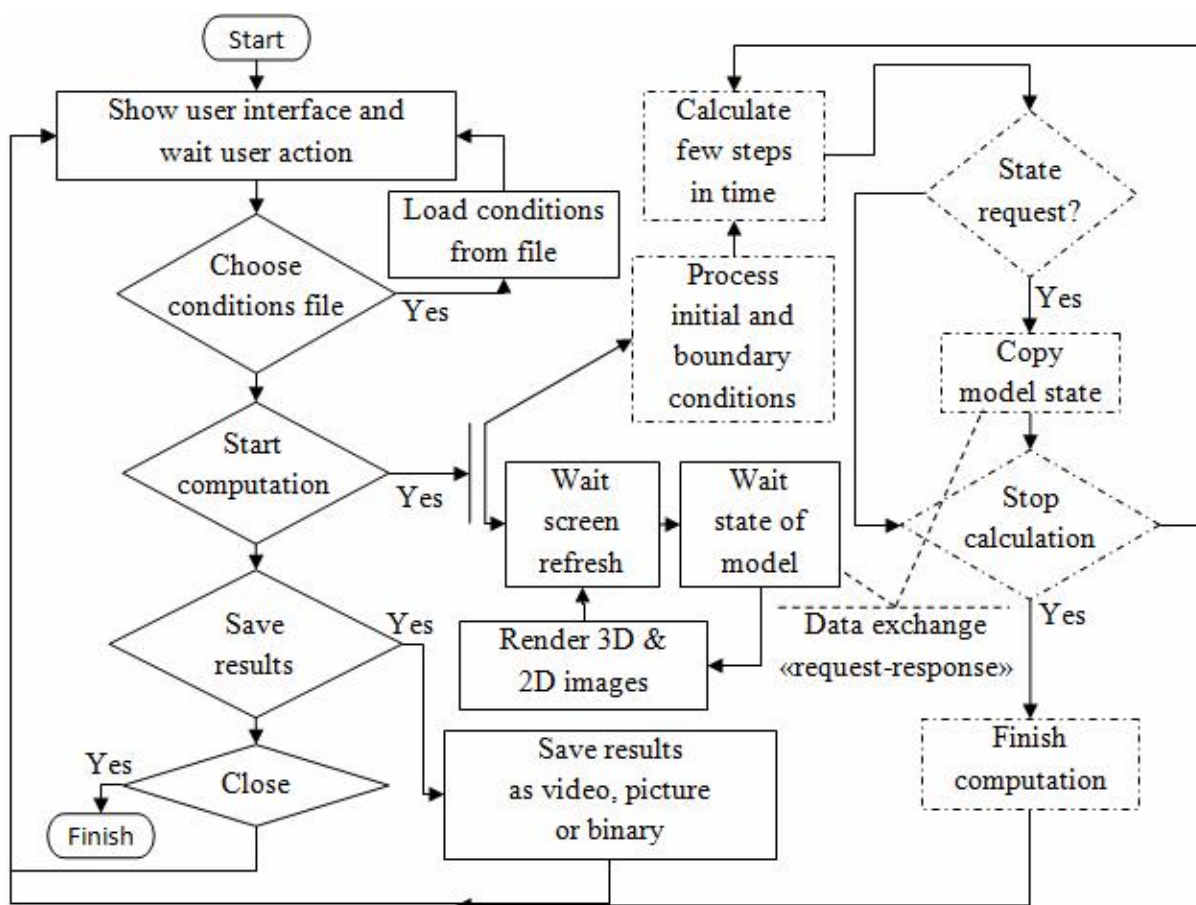 Start
Show user interface and
wait user action
Choose
conditions file
Yes
Load conditions
from file
Start
computation
Yes
Save
results
Yes
Close
Yes
Finish
Save results
as video, picture
or binary
Wait
screen
refresh
Wait
state of
model
Render 3D &
2D images
Process
initial and
boundary
conditions
Calculate
few steps
in time
State
request?
Yes
Copy
model state
Stop
calculation
Yes
Data exchange
«request-response»
Finish
computation